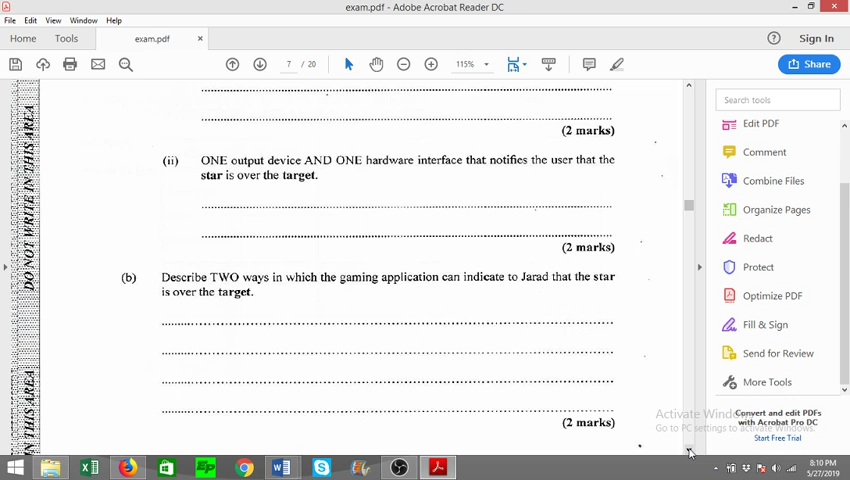 exam.pdf - Adobe Acrobat Reader DC
File Edit View Window Help
Home Tools exam.pdf × Sign In
7 / 20 115% Share
(2 marks)
(ii) ONE output device AND ONE hardware interface that notifies the user that the
star is over the target.
(2 marks)
(b) Describe TWO ways in which the gaming application can indicate to Jarad that the star
is over the target.
(2 marks)
DO NOT WRITE IN THIS AREA
IN THIS AREA
Search tools
Edit PDF
Comment
Combine Files
Organize Pages
Redact
Protect
Optimize PDF
Fill & Sign
Send for Review
More Tools
Convert and edit PDFs
with Acrobat Pro DC
Start Free Trial
Activate Windows
Go to PC settings to activate Windows.
Ep
8:10 PM
5/27/2019